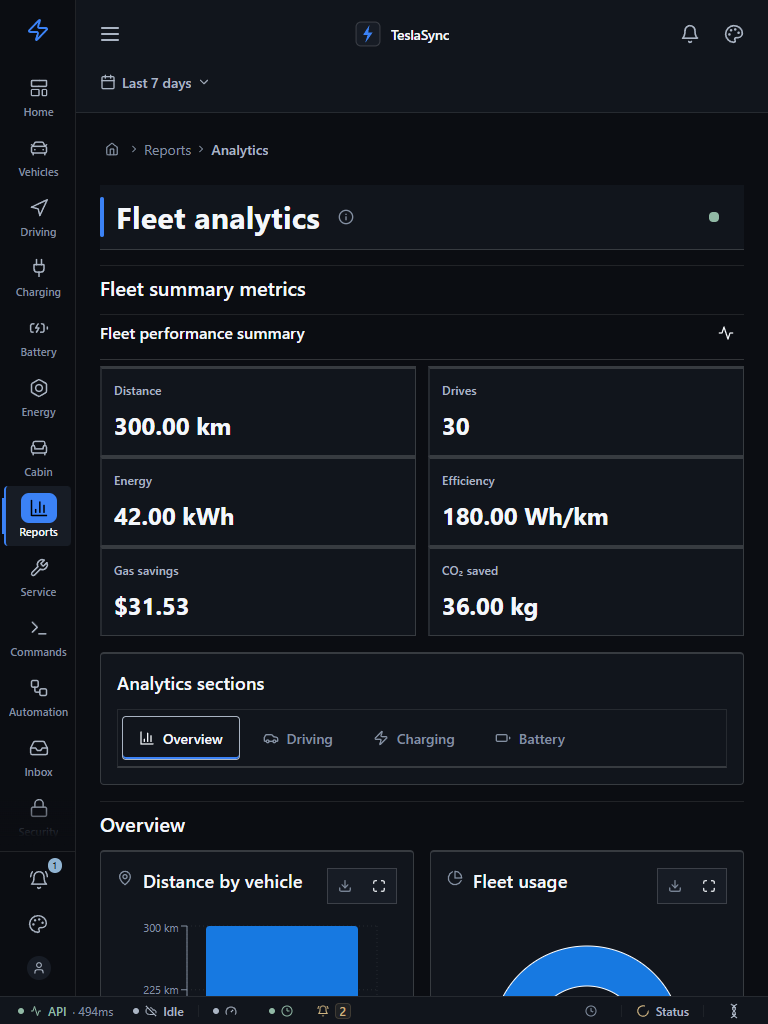 TeslaSync
Last 7 days
Home
Vehicles
Driving
Charging
Battery
Energy
Cabin
Reports
Service
Commands
Automation
Inbox
Security
1
Reports
Analytics
Fleet analytics
Fleet summary metrics
Fleet performance summary
Distance
300.00 km
Drives
30
Energy
42.00 kWh
Efficiency
180.00 Wh/km
Gas savings
$31.53
CO₂ saved
36.00 kg
Analytics sections
Overview
Driving
Charging
Battery
Overview
Distance by vehicle
300 km
225 km
Fleet usage
API · 494ms
Idle
2
Status